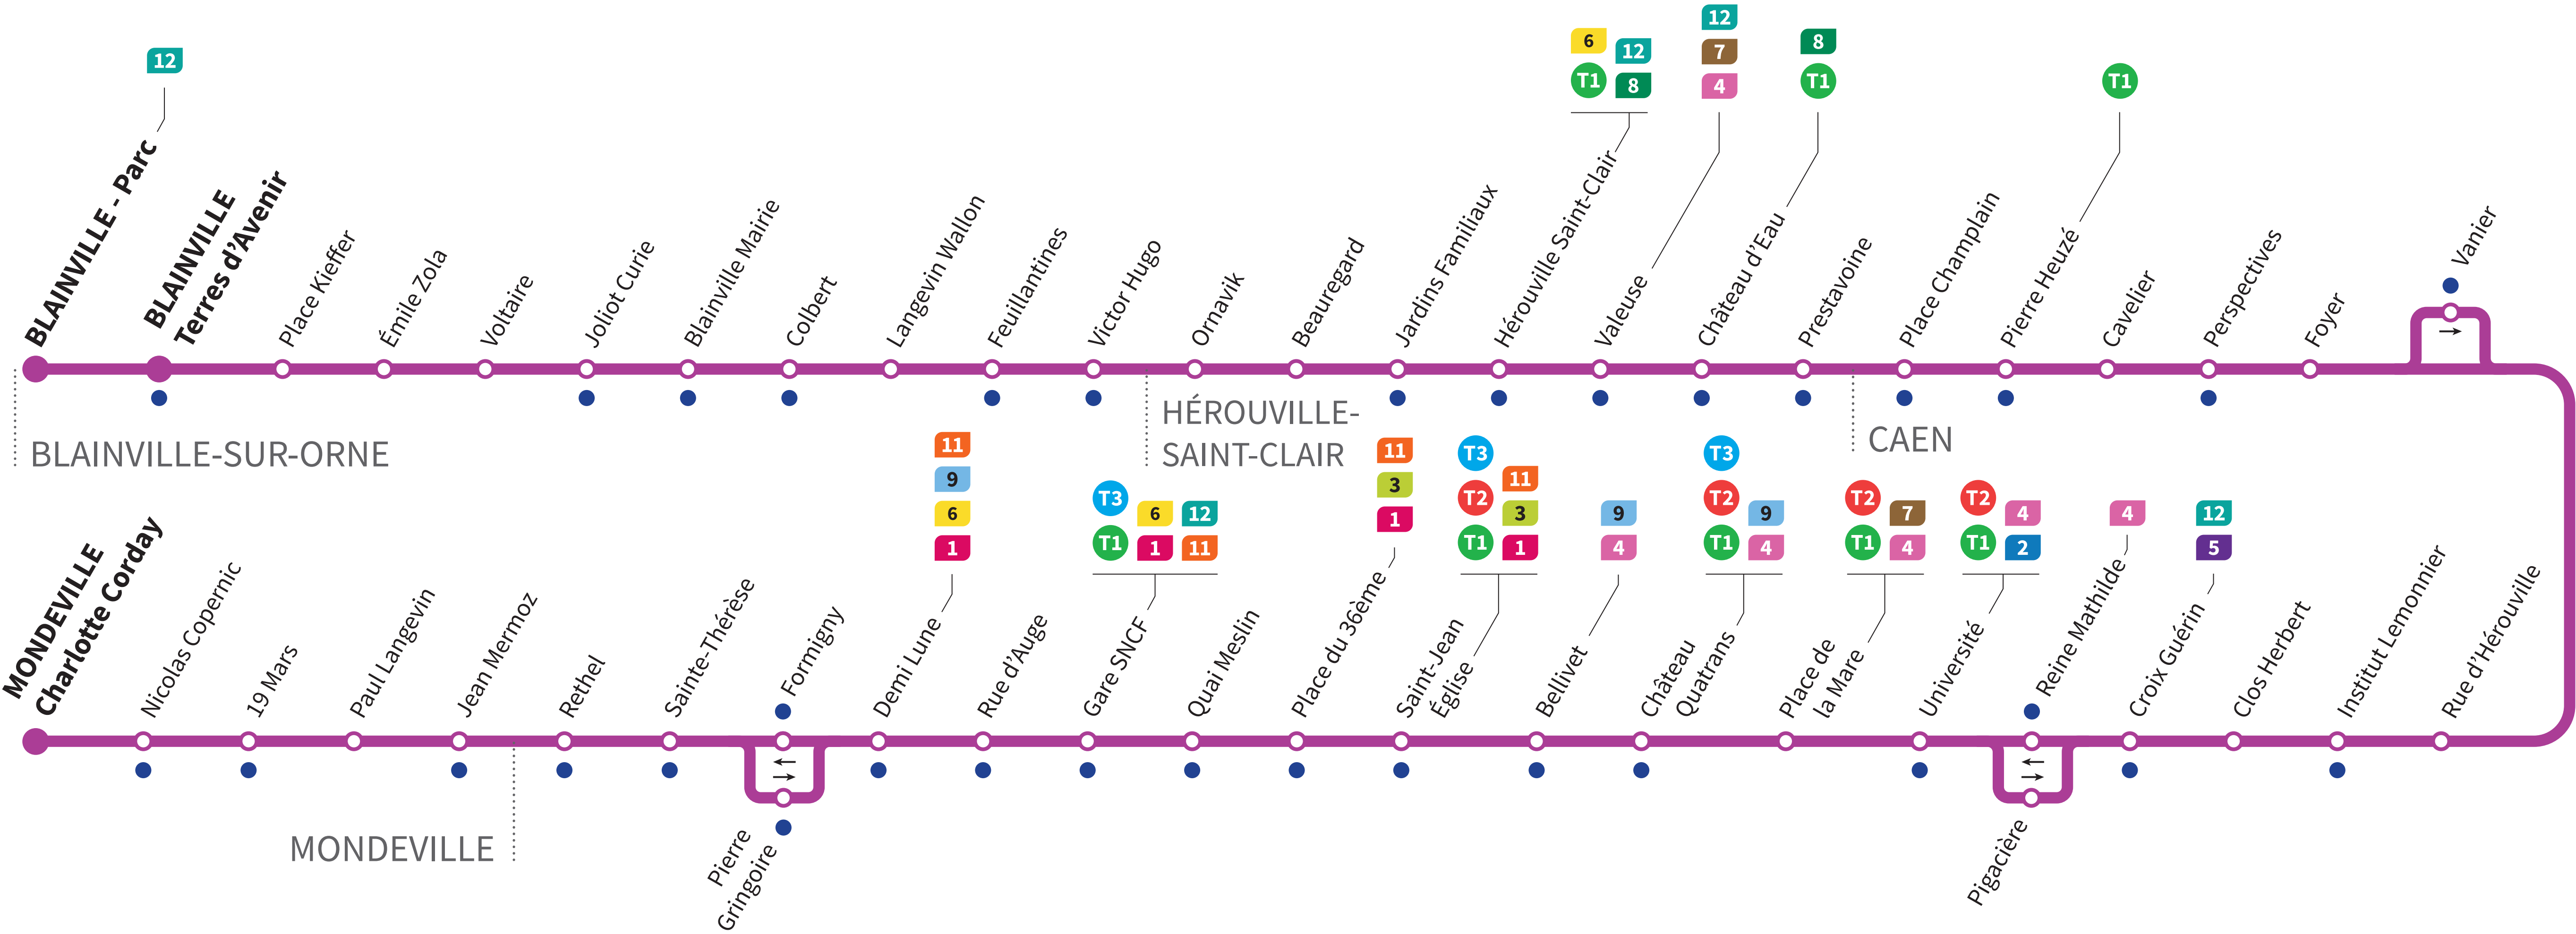 12
BLAINVILLE - Parc
BLAINVILLE
Terres d'Avenir
Place Kieffer
Émile Zola
Voltaire
Joliot Curie
Blainville Mairie
Colbert
Langevin Wallon
Feuillantines
Victor Hugo
Ornavik
Beauregard
Jardins Familiaux
6 12
T1 8
Hérouville Saint-Clair
12
7
4
Valeuse
8
T1
Château d'Eau
Prestavoine
Place Champlain
T1
Pierre Heuzé
Cavelier
Perspectives
Foyer
Vanier
BLAINVILLE-SUR-ORNE
HÉROUVILLE-
SAINT-CLAIR
CAEN
MONDEVILLE
Charlotte Corday
Nicolas Copernic
19 Mars
Paul Langevin
Jean Mermoz
Rethel
Sainte-Thérèse
Formigny
11
9
6
1
Demi Lune
Rue d'Auge
T3 6 12
T1 1 11
Gare SNCF
Quai Meslin
11
3
1
Place du 36ème
T3
T2 11
3
T1 1
Saint-Jean
Église
9
4
Bellivet
T3
T2 9
T1 4
Château
Quatrans
T2 7
T1 4
Place de
la Mare
T2 4
T1 2
Université
4
Reine Mathilde
12
5
Croix Guérin
Clos Herbert
Institut Lemonnier
Rue d'Hérouville
MONDEVILLE
Pierre
Gringoire
Pigacière